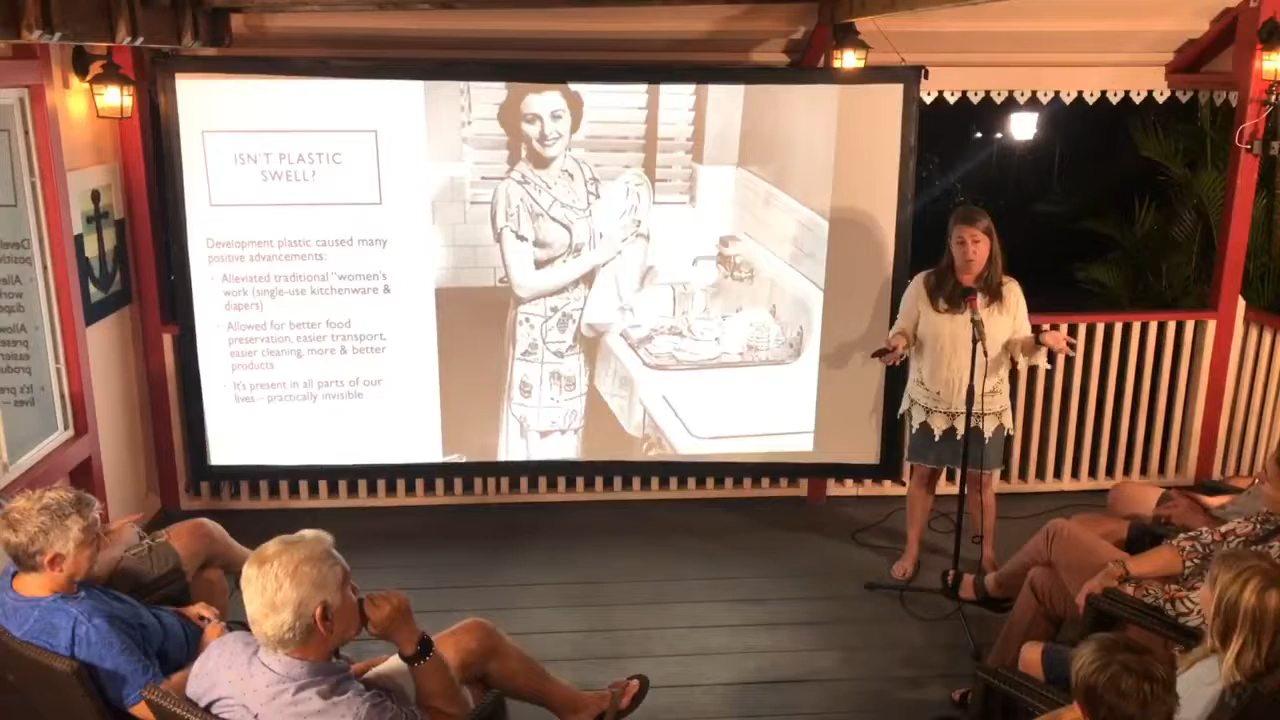 ISN'T PLASTIC
SWELL?
Development plastic caused many
positive advancements:
• Alleviated traditional "women's
work (single-use kitchenware &
diapers)
• Allowed for better food
preservation, easier transport,
easier cleaning, more & better
products
• It's present in all parts of our
lives – practically invisible